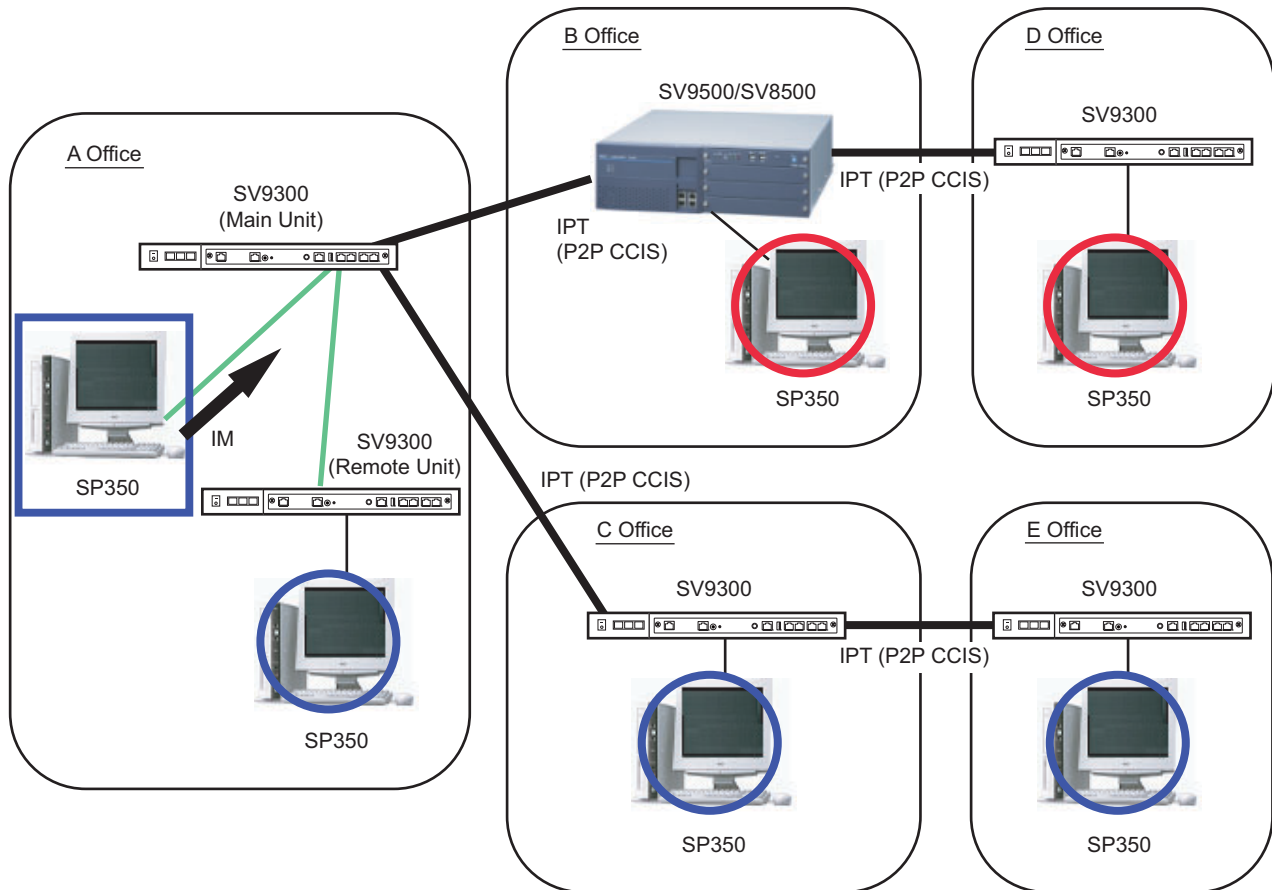 A Office
SV9300
(Main Unit)
IM
SP350
SV9300
(Remote Unit)
SP350
B Office
SV9500/SV8500
IPT
(P2P CCIS)
SP350
IPT (P2P CCIS)
D Office
SV9300
SP350
IPT (P2P CCIS)
C Office
SV9300
SP350
IPT (P2P CCIS)
E Office
SV9300
SP350